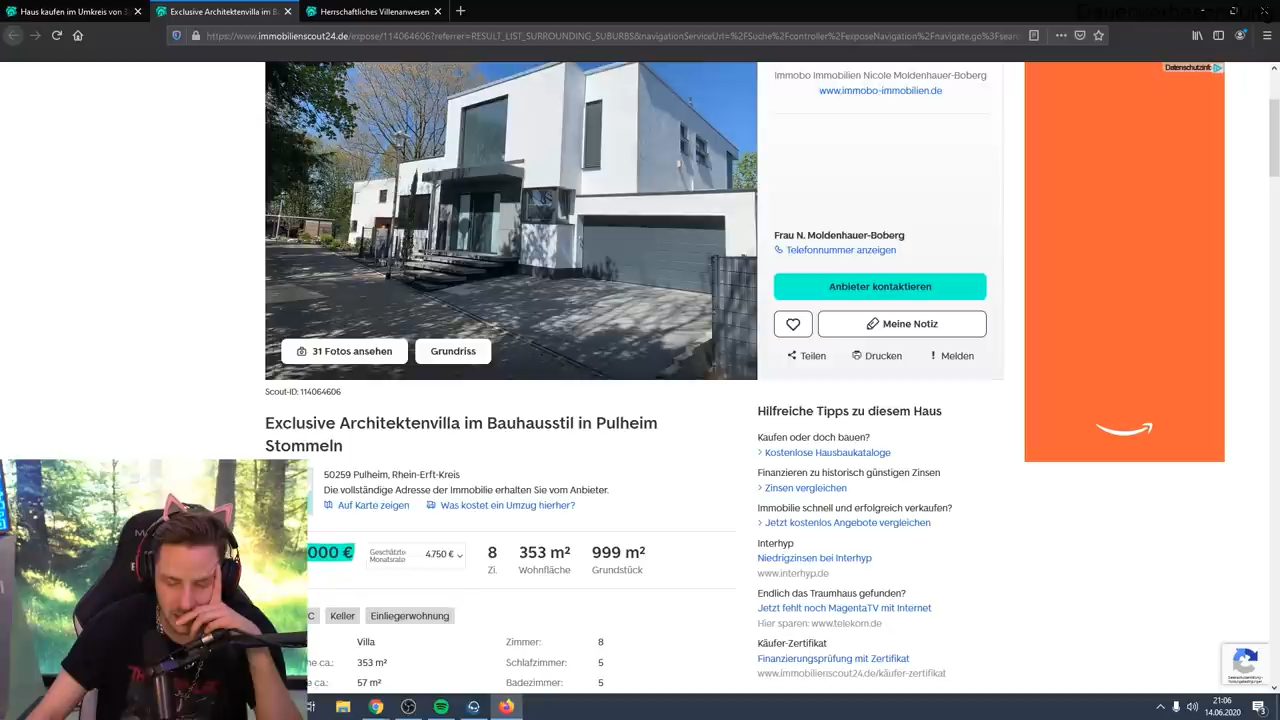 Haus kaufen im Umkreis von 3
Exklusive Architektenvilla im Ba
Herrschaftliches Villenanwesen
https://www.immobilienscout24.de/expose/114064606?referrer=RESULT_LIST_SURROUNDING_SUBURBS&navigationServiceUrl=%2FSuche%2Fcontroller%2FexposeNavigation%2Fnavigate.go%3Fsearc
Datenschutzinfo
Immobo Immobilien Nicole Moldenhauer-Boberg
www.immobo-immobilien.de
Frau N. Moldenhauer-Boberg
Telefonnummer anzeigen
Anbieter kontaktieren
Meine Notiz
Teilen
Drucken
Melden
31 Fotos ansehen
Grundriss
Scout-ID: 114064606
Exclusive Architektenvilla im Bauhausstil in Pulheim
Stommeln
50259 Pulheim, Rhein-Erft-Kreis
Die vollständige Adresse der Immobilie erhalten Sie vom Anbieter.
Auf Karte zeigen
Was kostet ein Umzug hierher?
000 €
Geschätzte
Monatsrate
4.750 €
8
353 m²
999 m²
Zi.
Wohnfläche
Grundstück
C
Keller
Einliegerwohnung
Villa
Zimmer:
8
he ca.:
353 m²
Schlafzimmer:
5
e ca.:
57 m²
Badezimmer:
5
Hilfreiche Tipps zu diesem Haus
Kaufen oder doch bauen?
Kostenlose Hausbaukataloge
Finanzieren zu historisch günstigen Zinsen
Zinsen vergleichen
Immobilie schnell und erfolgreich verkaufen?
Jetzt kostenlos Angebote vergleichen
Interhyp
Niedrigzinsen bei Interhyp
www.interhyp.de
Endlich das Traumhaus gefunden?
Jetzt fehlt noch MagentaTV mit Internet
Hier sparen: www.telekom.de
Käufer-Zertifikat
Finanzierungsprüfung mit Zertifikat
www.immobilienscout24.de/käufer-zertifikat
21:06
14.06.2020